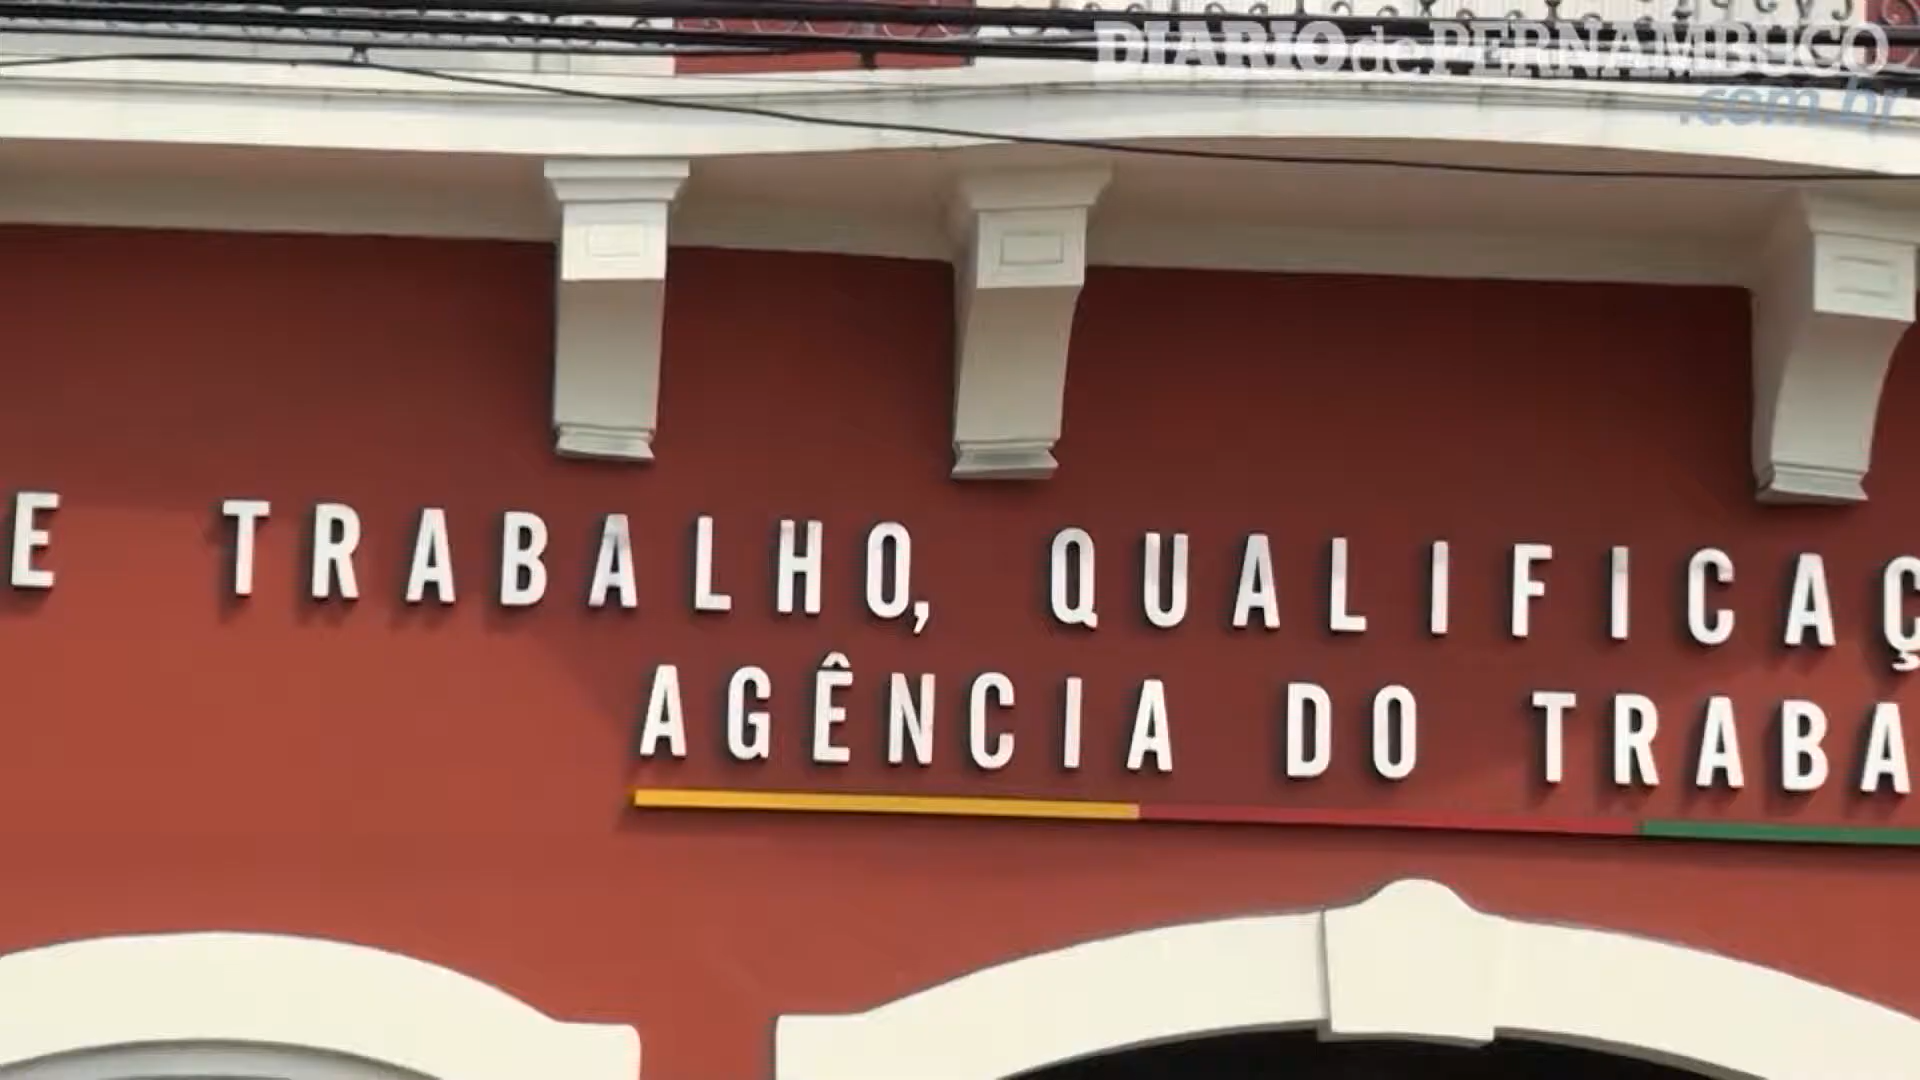 DIARIO de PERNAMBUCO
.com.br
E TRABALHO, QUALIFICAÇ
AGÊNCIA DO TRABA